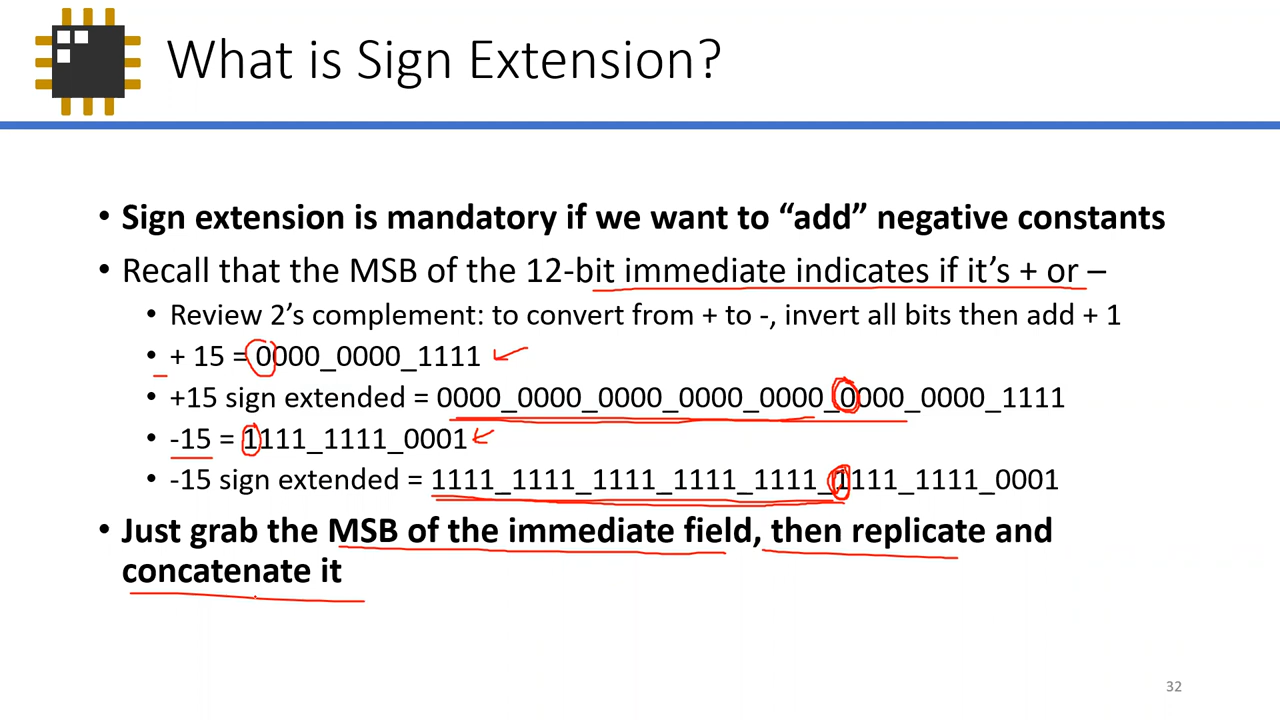 What is Sign Extension?
• Sign extension is mandatory if we want to “add” negative constants
• Recall that the MSB of the 12-bit immediate indicates if it’s + or –
• Review 2’s complement: to convert from + to -, invert all bits then add + 1
• + 15 = 0000_0000_1111
• +15 sign extended = 0000_0000_0000_0000_0000_0000_0000_1111
• -15 = 1111_1111_0001
• -15 sign extended = 1111_1111_1111_1111_1111_1111_1111_0001
• Just grab the MSB of the immediate field, then replicate and
concatenate it
32